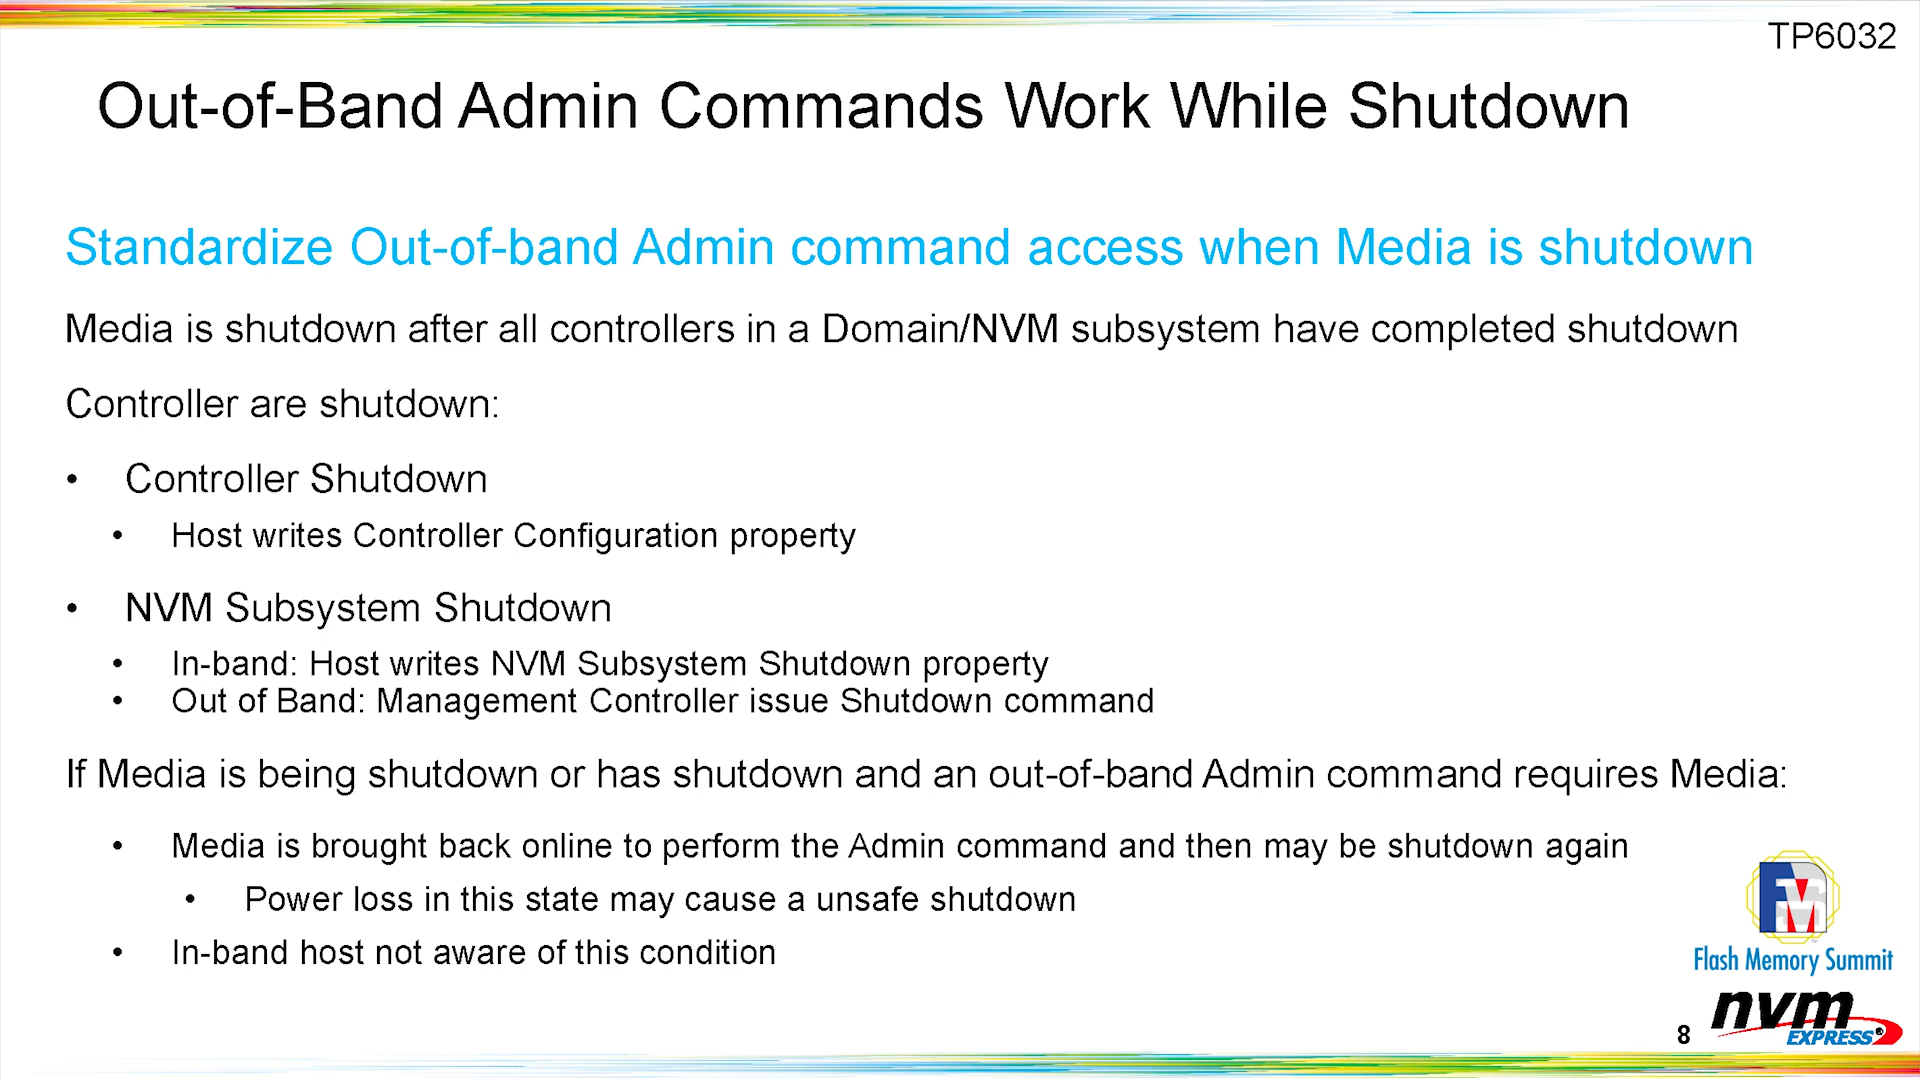 TP6032
Out-of-Band Admin Commands Work While Shutdown
Standardize Out-of-band Admin command access when Media is shutdown
Media is shutdown after all controllers in a Domain/NVM subsystem have completed shutdown
Controller are shutdown:
• Controller Shutdown
• Host writes Controller Configuration property
• NVM Subsystem Shutdown
• In-band: Host writes NVM Subsystem Shutdown property
• Out of Band: Management Controller issue Shutdown command
If Media is being shutdown or has shutdown and an out-of-band Admin command requires Media:
• Media is brought back online to perform the Admin command and then may be shutdown again
• Power loss in this state may cause a unsafe shutdown
• In-band host not aware of this condition
FMS
Flash Memory Summit
nvm
EXPRESS®
8